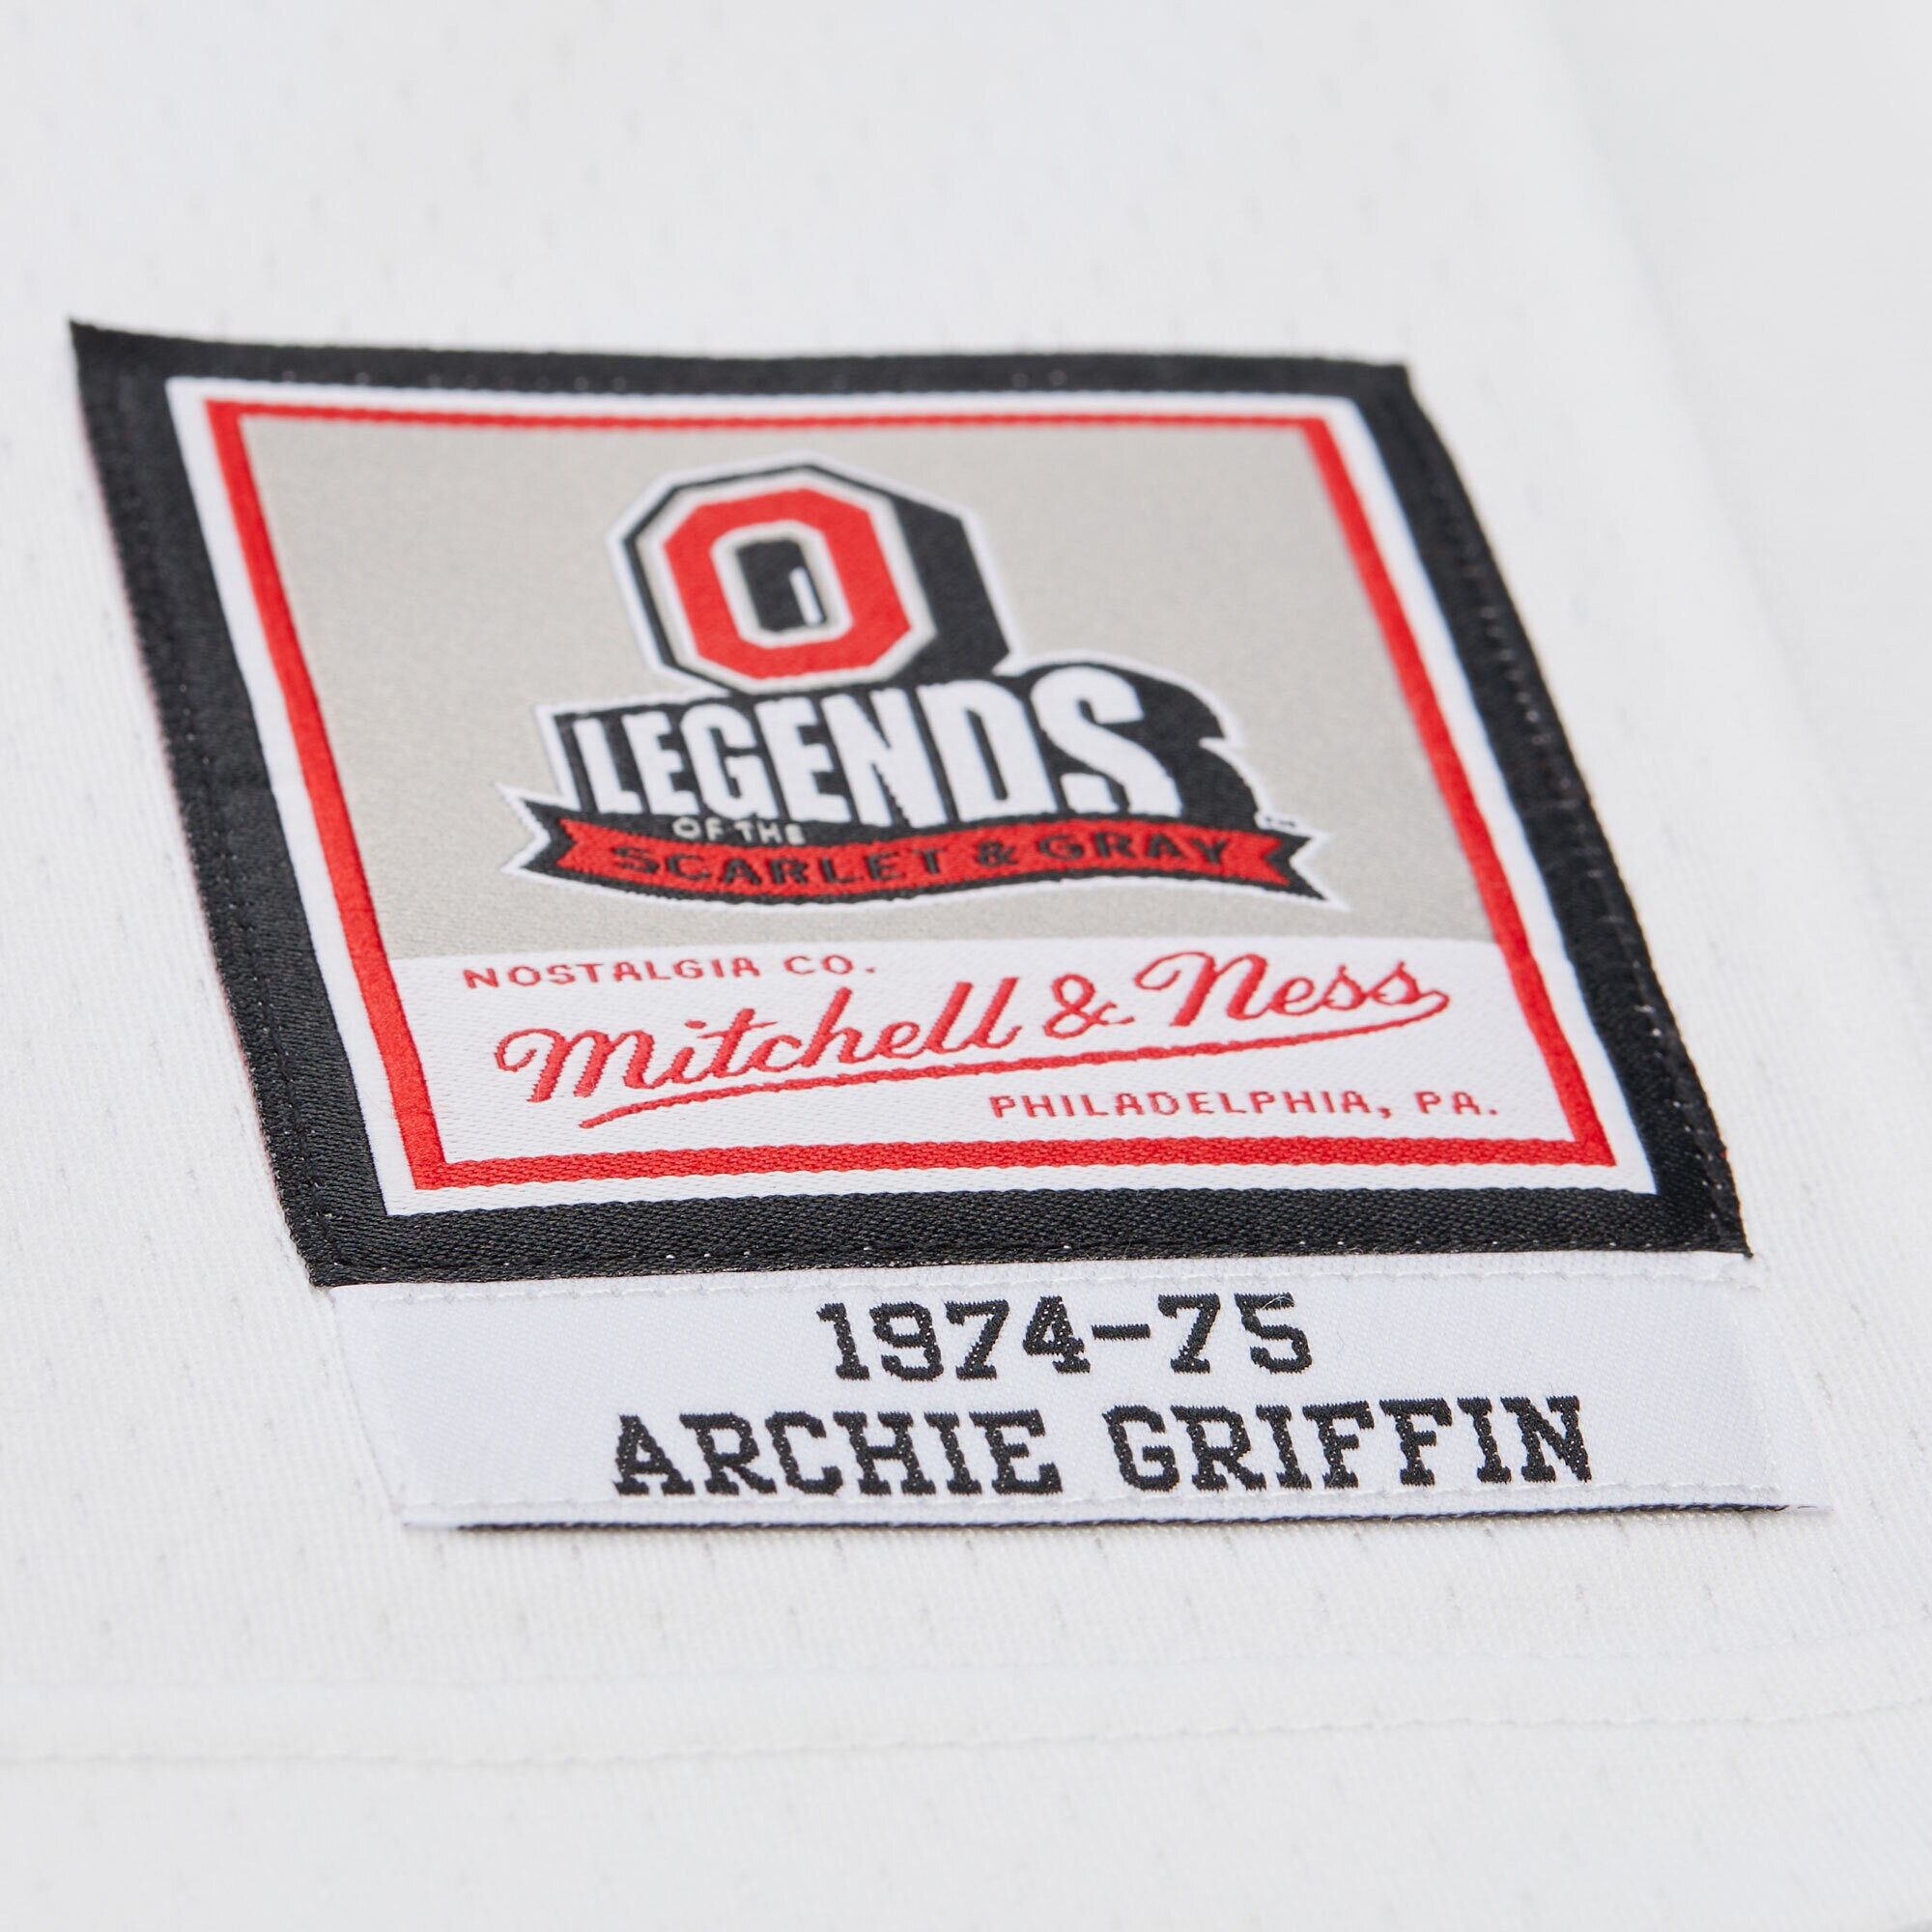 O
LEGENDS
OF THE
SCARLET & GRAY
NOSTALGIA CO.
Mitchell & Ness
PHILADELPHIA, PA.
1974-75
ARCHIE GRIFFIN